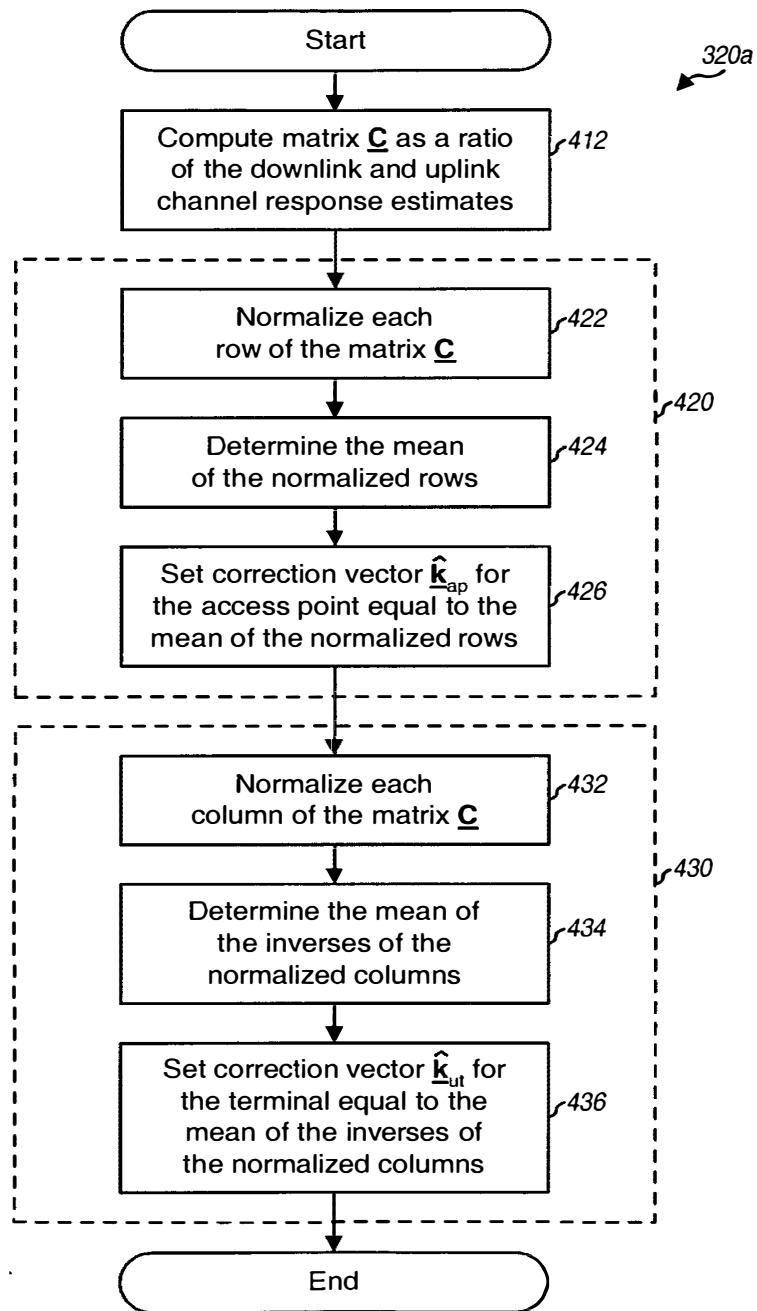 Start
320a
Compute matrix C as a ratio
of the downlink and uplink
channel response estimates
412
Normalize each
row of the matrix C
422
420
Determine the mean
of the normalized rows
424
Set correction vector k̂ap for
the access point equal to the
mean of the normalized rows
426
Normalize each
column of the matrix C
432
430
Determine the mean of
the inverses of the
normalized columns
434
Set correction vector k̂ut for
the terminal equal to the
mean of the inverses of
the normalized columns
436
End